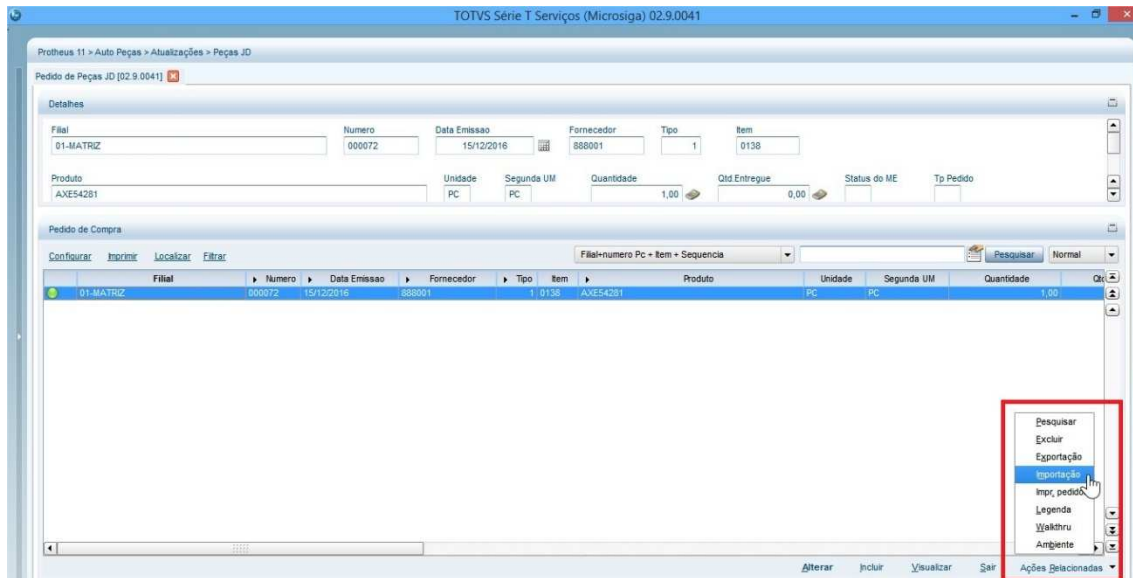 TOTVS Série T Serviços (Microsiga) 02.9.0041
Protheus 11 > Auto Peças > Atualizações > Peças JD
Pedido de Peças JD [02.9.0041]
Detalhes
Filial Numero Data Emissao Fornecedor Tipo Item
01-MATRIZ 000072 15/12/2016 888001 1 0138
Produto Unidade Segunda UM Quantidade Qtd.Entregue Status do ME Tp Pedido
AXE54281 PC PC 1,00 0,00
Pedido de Compra
Configurar Imprimir Localizar Filtrar Filial+numero Pc + Item + Sequencia Pesquisar Normal
Filial Numero Data Emissao Fornecedor Tipo Item Produto Unidade Segunda UM Quantidade
01-MATRIZ 000072 15/12/2016 888001 1 0138 AXE54281 PC PC 1,00
Pesquisar
Excluir
Exportação
Importação
Impr. pedido
Legenda
Walkthru
Ambiente
Alterar Incluir Visualizar Sair Ações Relacionadas